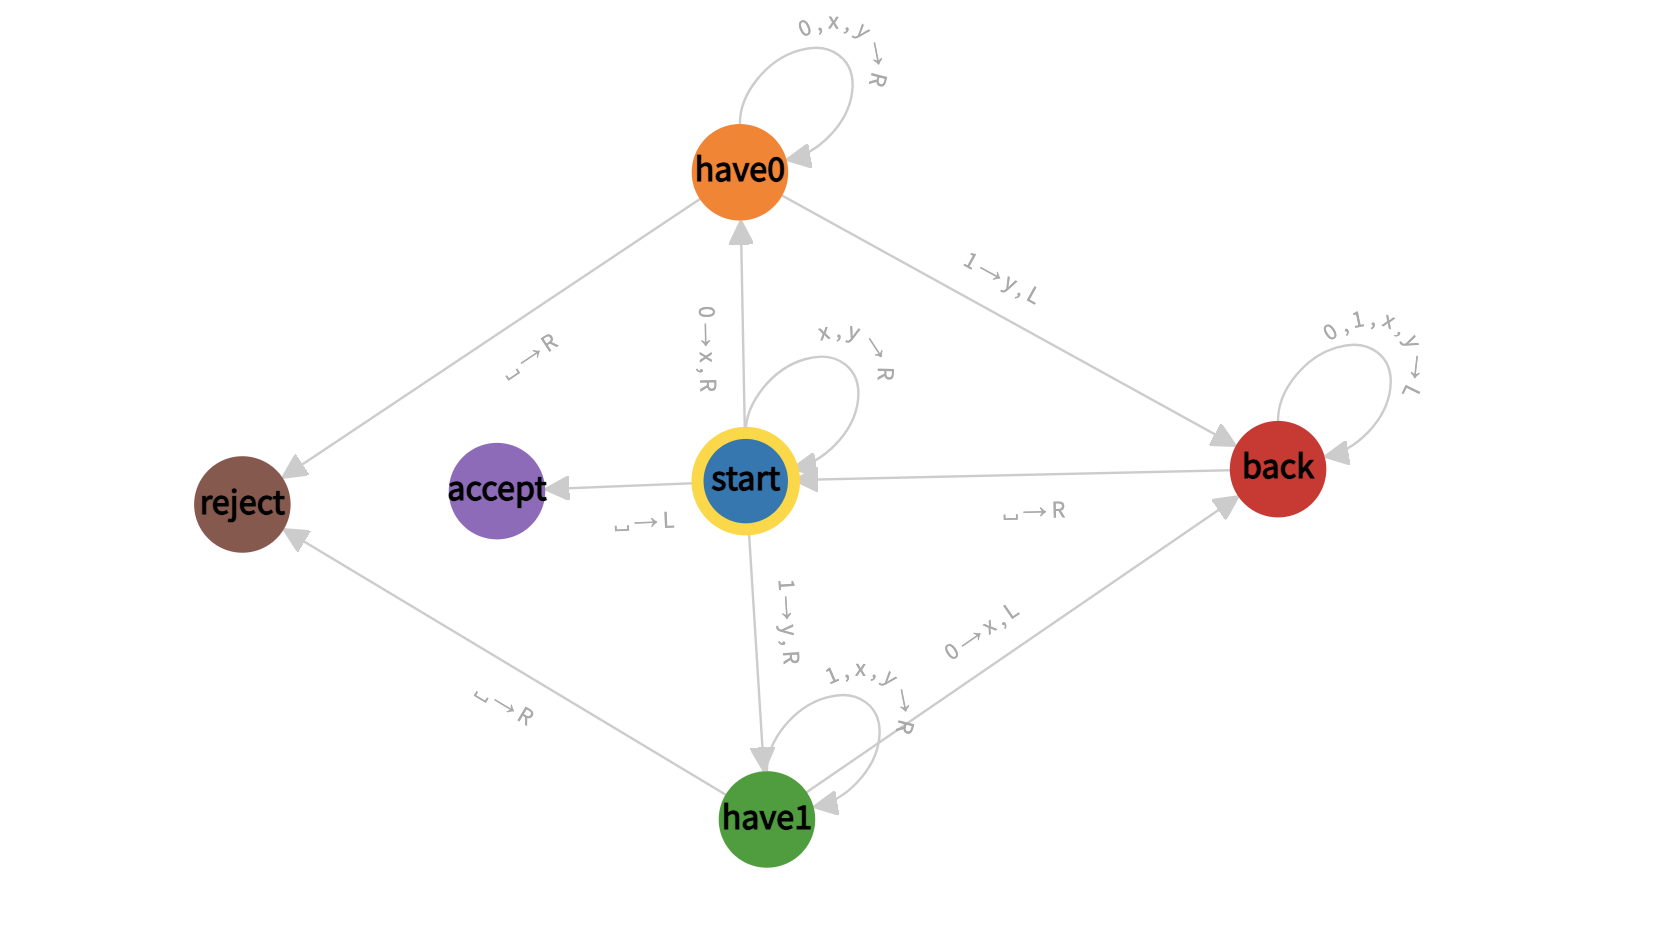 0,x,y→R
have0
1→y,L
0→x,R
x,y→R
0,1,x,y→L
␣→R
reject
accept
start
back
␣→L
␣→R
1→y,R
0→x,L
1,x,y→R
␣→R
have1